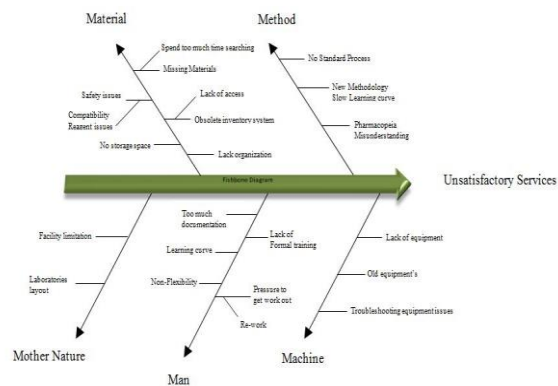 Material
Method
Spend too much time searching
Missing Materials
No Standard Process
Safety issues
Lack of access
New Methodology
Slow Learning curve
Compatibility
Reagent issues
Obsolete inventory system
Pharmacopeia
Misunderstanding
No storage space
Lack organization
Fishbone Diagram
Unsatisfactory Services
Too much
documentation
Facility limitation
Lack of
Formal training
Lack of equipment
Learning curve
Laboratories
layout
Non-Flexibility
Old equipment's
Pressure to
get work out
Troubleshooting equipment issues
Re-work
Mother Nature
Man
Machine